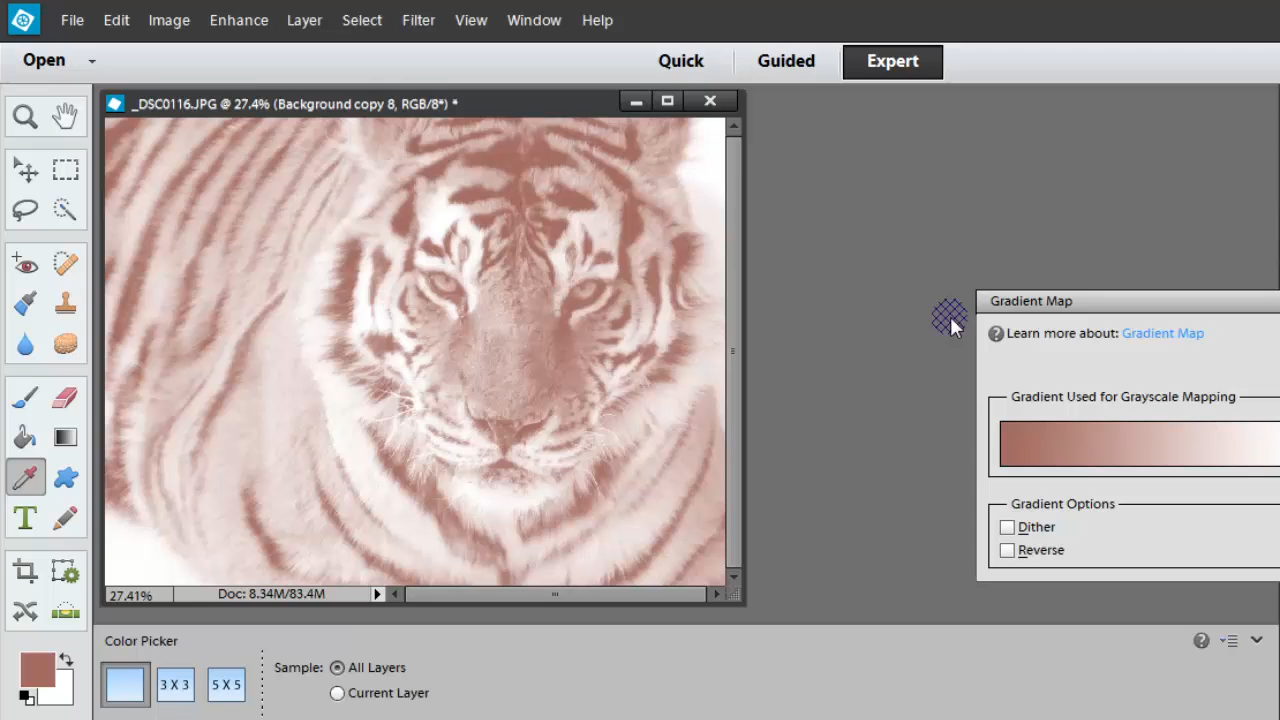 File Edit Image Enhance Layer Select Filter View Window Help
Open Quick Guided Expert
_DSC0116.JPG @ 27.4% (Background copy 8, RGB/8*) *
Gradient Map
Learn more about: Gradient Map
Gradient Used for Grayscale Mapping
Gradient Options
Dither
Reverse
27.41% Doc: 8.34M/83.4M
Color Picker
Sample: All Layers
3 X 3 5 X 5
Current Layer